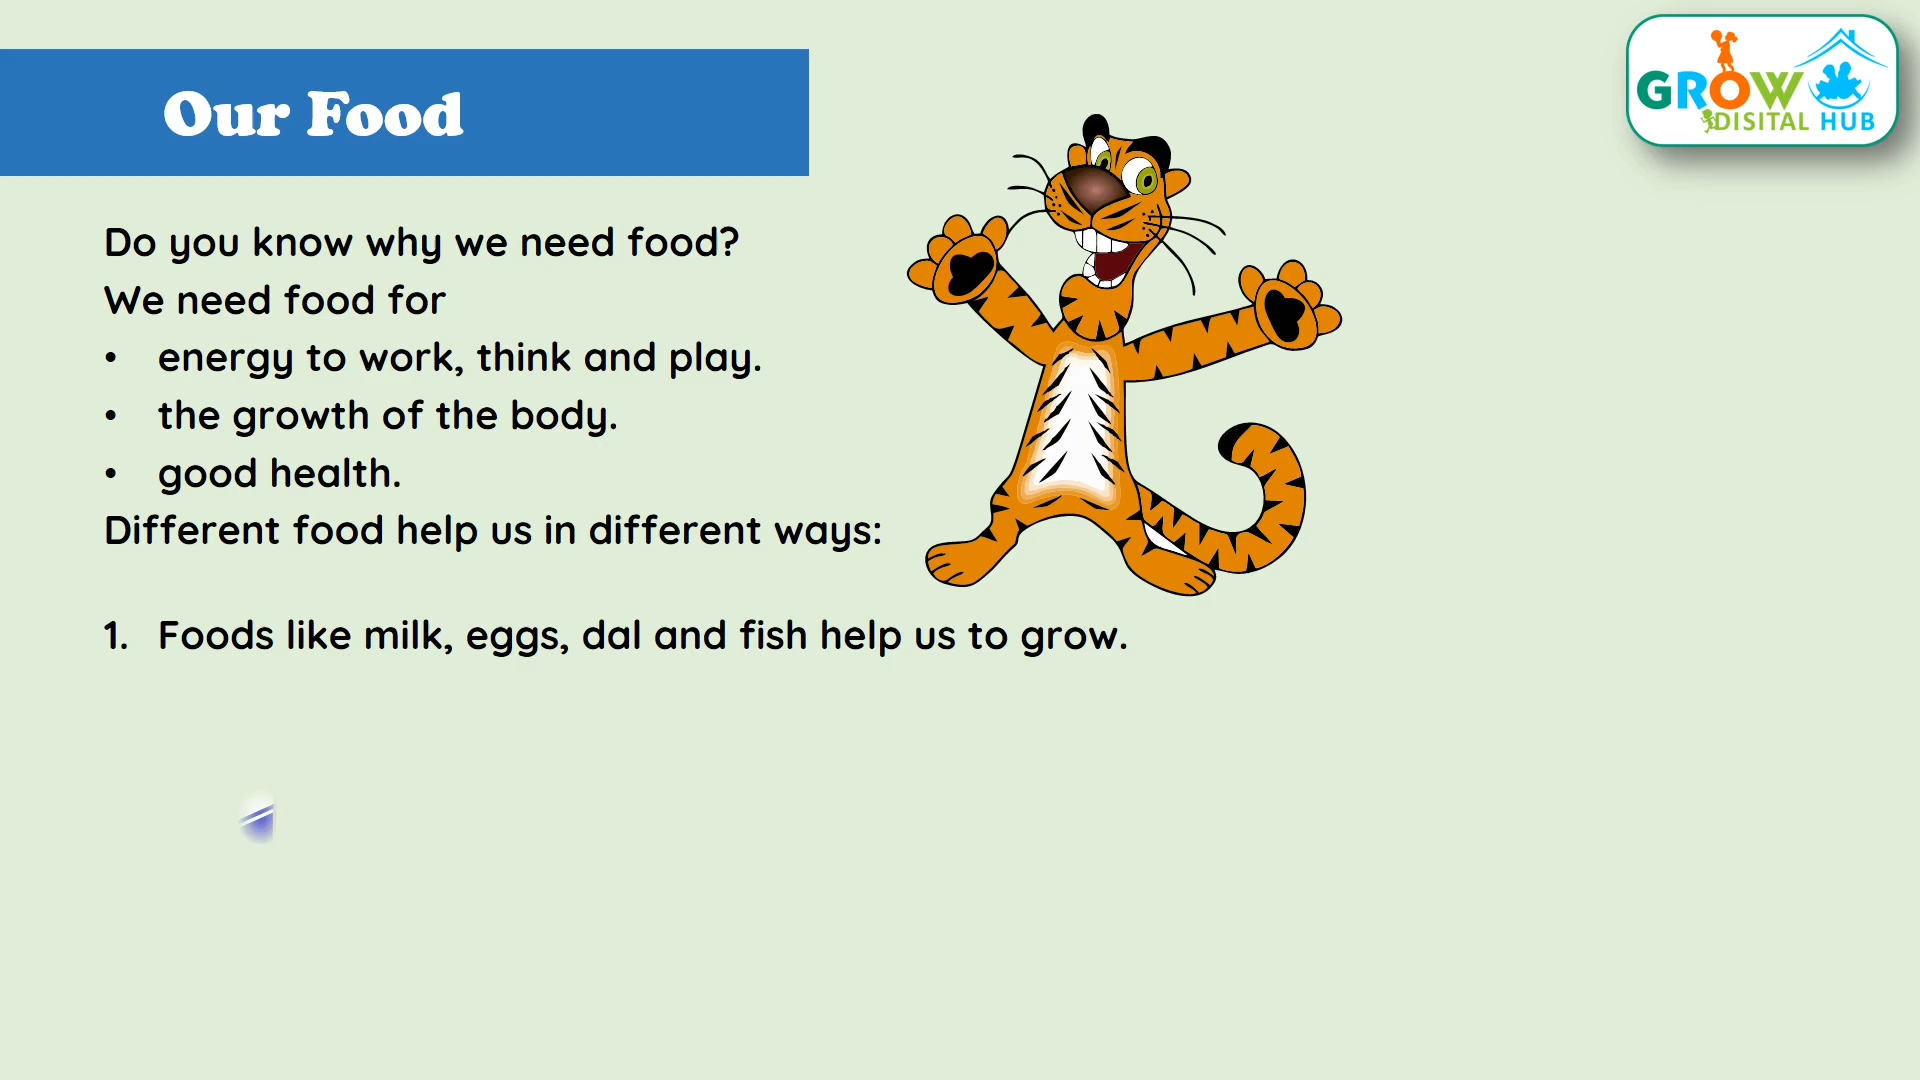 Our Food
GROW
DISITAL HUB
Do you know why we need food?
We need food for
• energy to work, think and play.
• the growth of the body.
• good health.
Different food help us in different ways:
1. Foods like milk, eggs, dal and fish help us to grow.